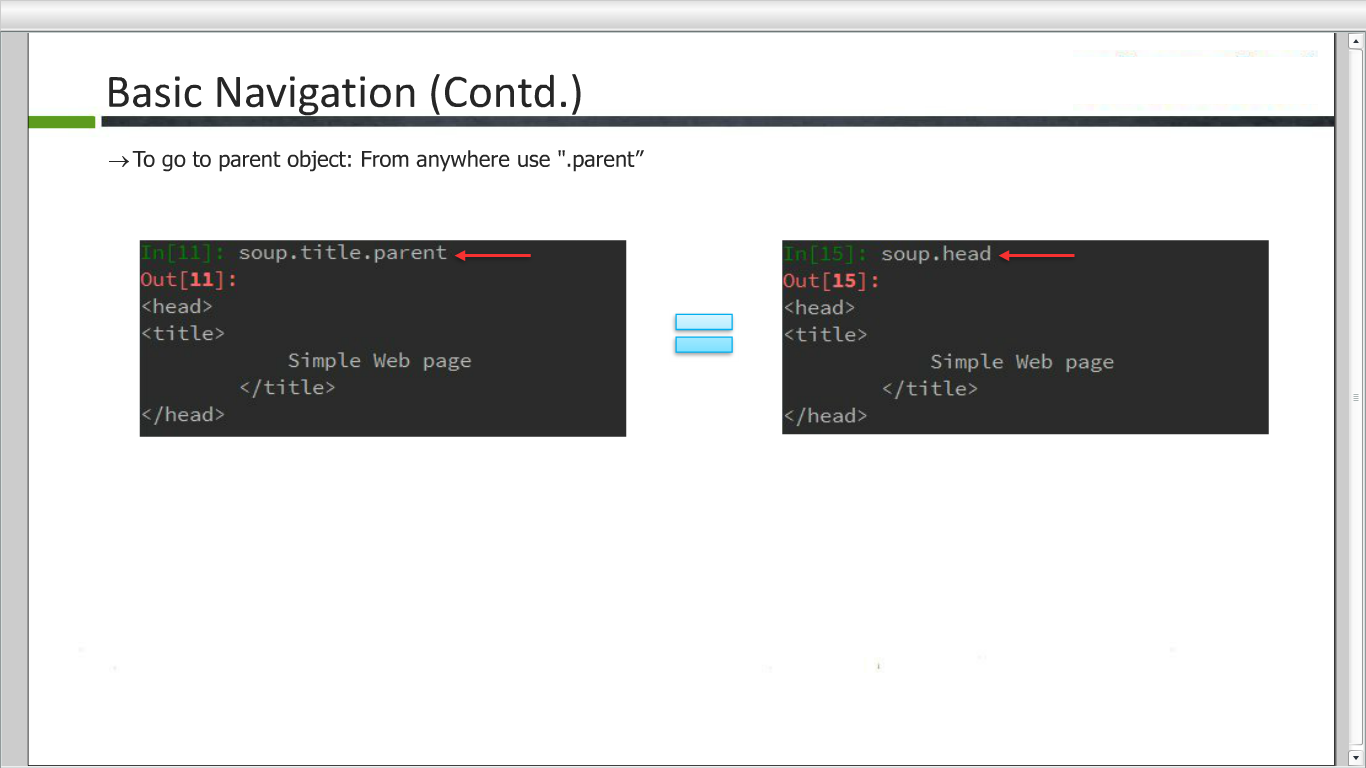 Basic Navigation (Contd.)
→To go to parent object: From anywhere use ".parent”
In[11]: soup.title.parent
Out[11]:
<head>
<title>
Simple Web page
</title>
</head>
In[15]: soup.head
Out[15]:
<head>
<title>
Simple Web page
</title>
</head>